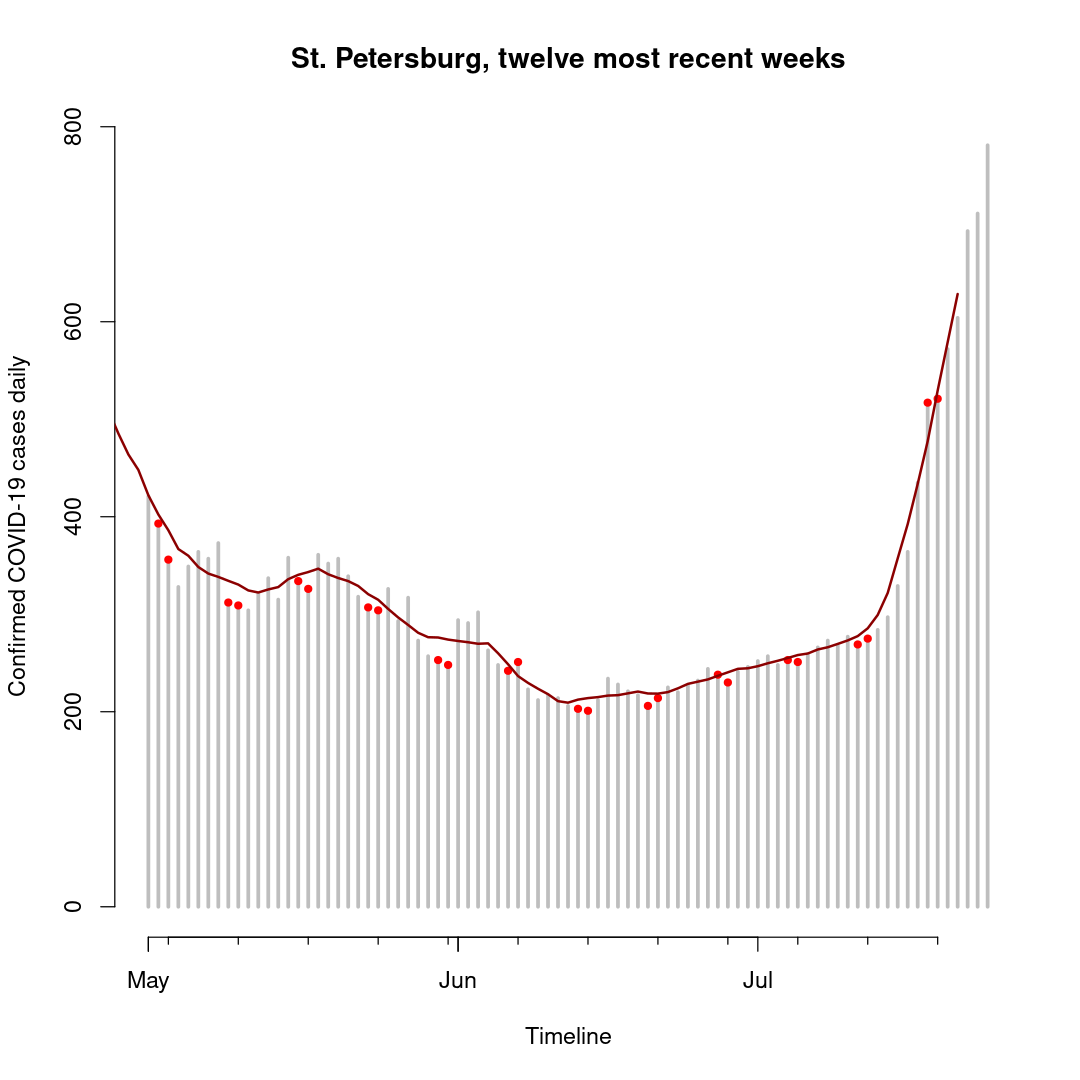 St. Petersburg, twelve most recent weeks
Confirmed COVID-19 cases daily
800
600
400
200
0
May Jun Jul
Timeline